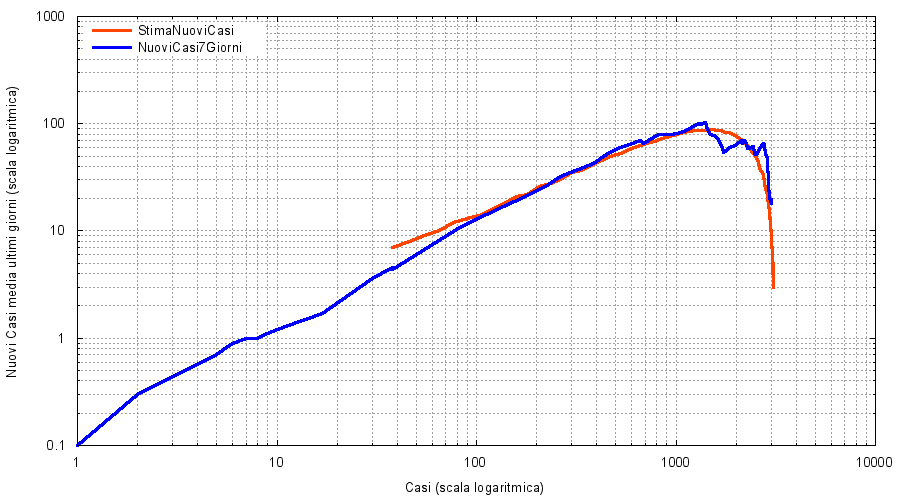 1000
StimaNuoviCasi
NuoviCasi7Giorni
100
10
1
0.1
Nuovi Casi media ultimi giorni (scala logaritmica)
1 10 100 1000 10000
Casi (scala logaritmica)